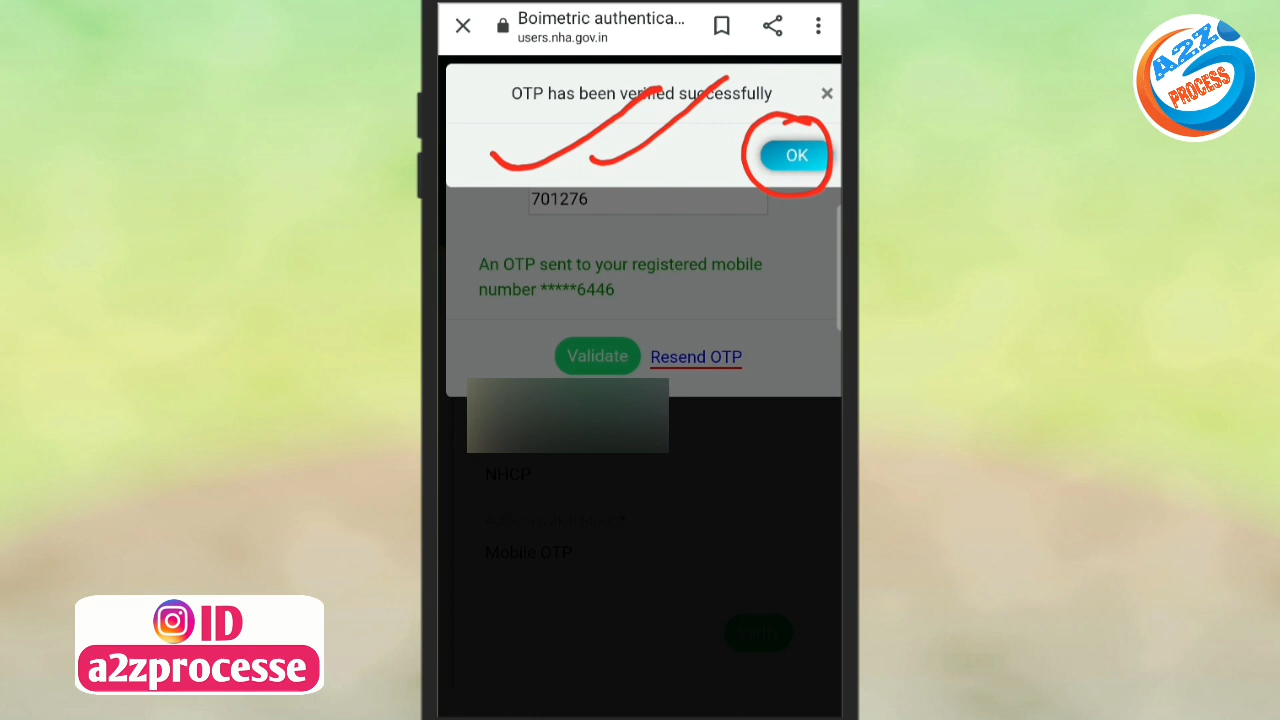 Boimetric authentica...
users.nha.gov.in
OTP has been verified successfully
OK
701276
An OTP sent to your registered mobile
number *****6446
Validate
Resend OTP
NHCP
Mobile OTP
Verify
A2Z
PROCESS
ID
a2zprocesse